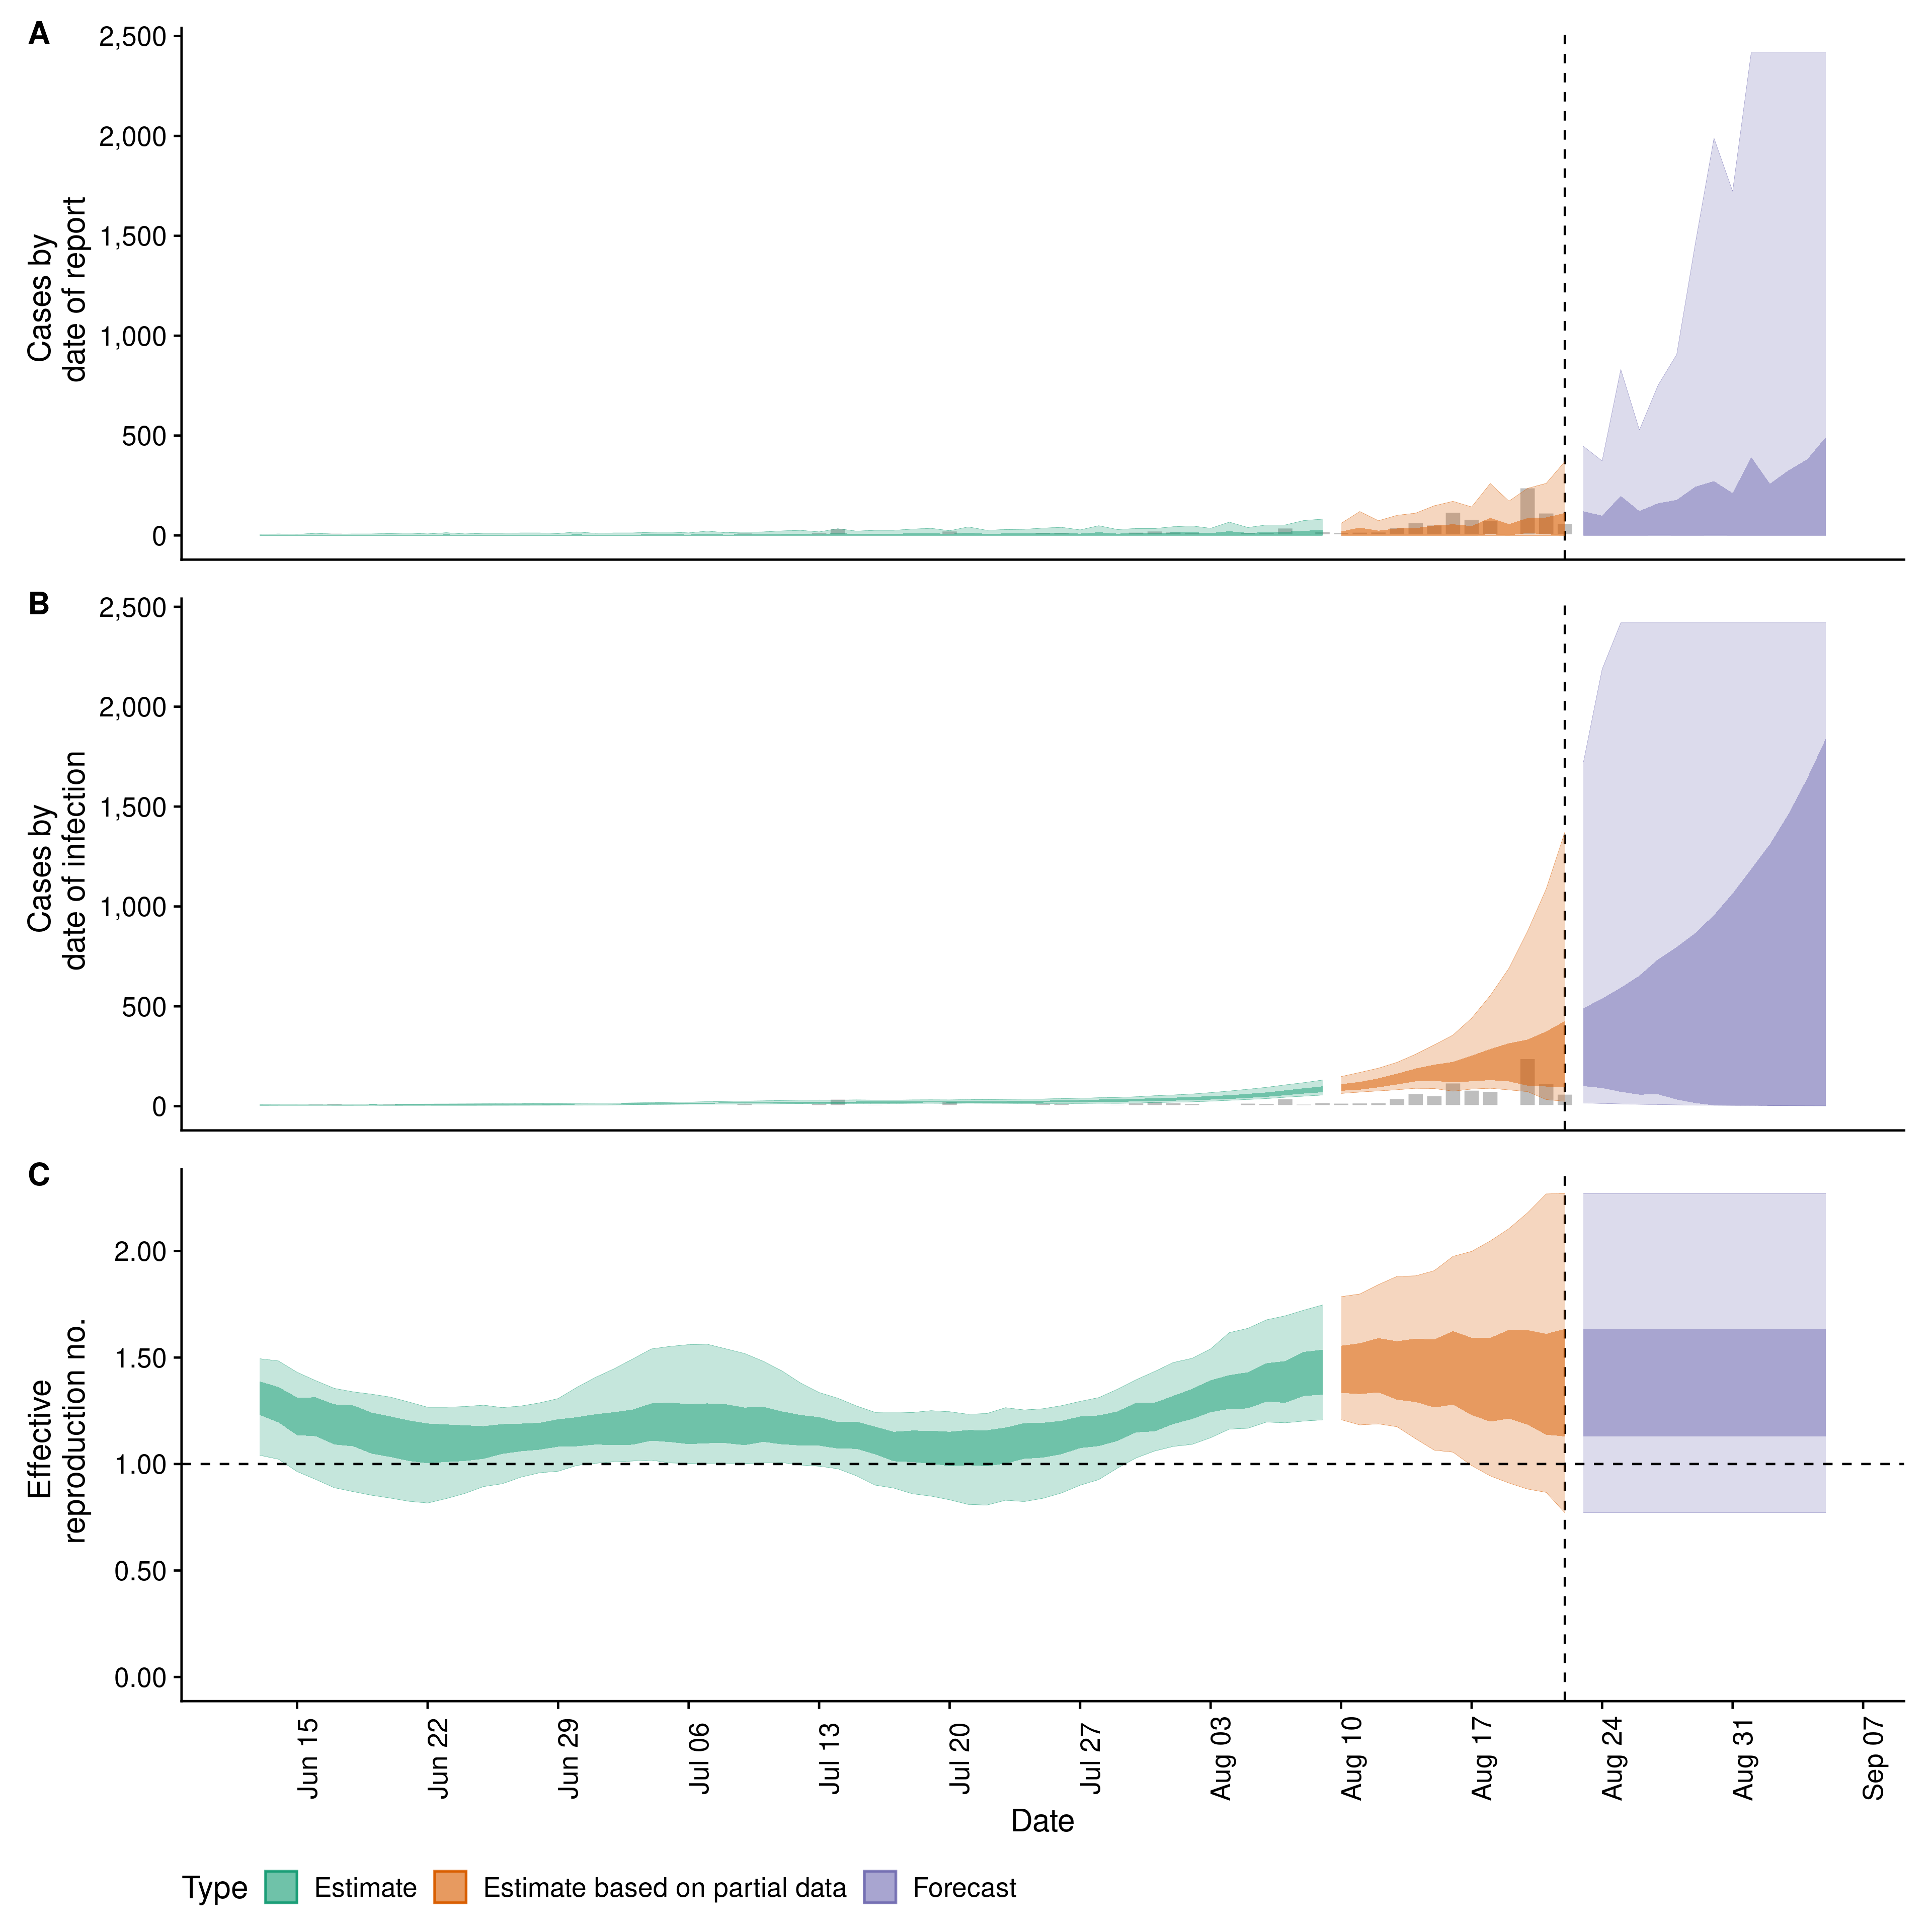 A
Cases by
date of report
2,500
2,000
1,500
1,000
500
0
B
Cases by
date of infection
2,500
2,000
1,500
1,000
500
0
C
Effective
reproduction no.
2.00
1.50
1.00
0.50
0.00
Jun 15
Jun 22
Jun 29
Jul 06
Jul 13
Jul 20
Jul 27
Aug 03
Aug 10
Aug 17
Aug 24
Aug 31
Sep 07
Date
Type Estimate Estimate based on partial data Forecast